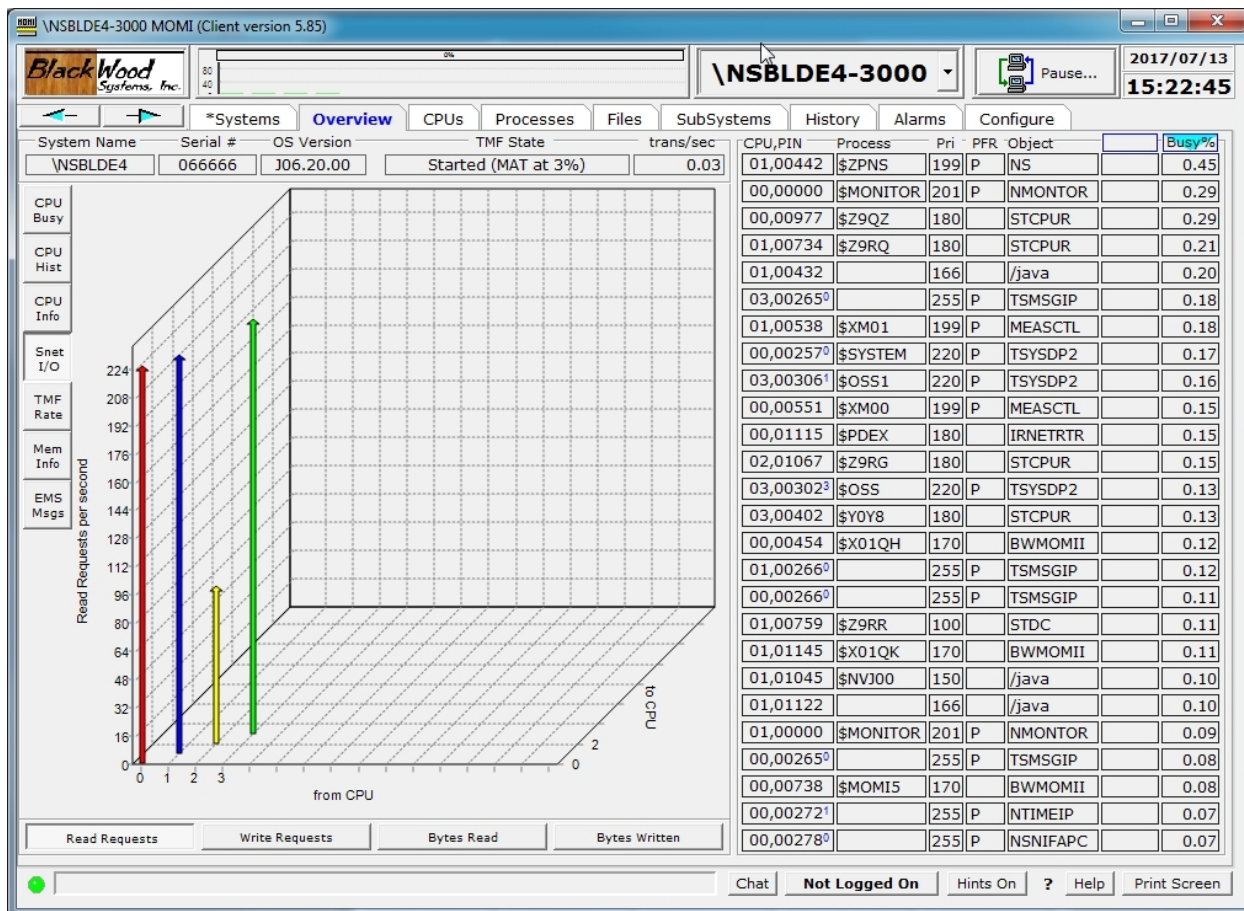 \NSBLDE4-3000 MOMI (Client version 5.85)
BlackWood
Systems, Inc.
0%
80
40
\NSBLDE4-3000
Pause...
2017/07/13
15:22:45
*Systems Overview CPUs Processes Files SubSystems History Alarms Configure
System Name Serial # OS Version TMF State trans/sec
\NSBLDE4 066666 J06.20.00 Started (MAT at 3%) 0.03
CPU
Busy
CPU
Hist
CPU
Info
Snet
I/O
TMF
Rate
Mem
Info
EMS
Msgs
Read Requests per second
224
208
192
176
160
144
128
112
96
80
64
48
32
16
0
0 1 2 3
from CPU
0
2
to CPU
Read Requests Write Requests Bytes Read Bytes Written
CPU,PIN Process Pri PFR Object Busy%
01,00442 $ZPNS 199 P NS 0.45
00,00000 $MONITOR 201 P NMONTOR 0.29
00,00977 $Z9QZ 180 STCPUR 0.29
01,00734 $Z9RQ 180 STCPUR 0.21
01,00432 166 /java 0.20
03,00265⁰ 255 P TSMSGIP 0.18
01,00538 $XM01 199 P MEASCTL 0.18
00,00257⁰ $SYSTEM 220 P TSYSDP2 0.17
03,00306¹ $OSS1 220 P TSYSDP2 0.16
00,00551 $XM00 199 P MEASCTL 0.15
00,01115 $PDEX 180 IRNETRTR 0.15
02,01067 $Z9RG 180 STCPUR 0.15
03,00302³ $OSS 220 P TSYSDP2 0.13
03,00402 $Y0Y8 180 STCPUR 0.13
00,00454 $X01QH 170 BWMOMII 0.12
01,00266⁰ 255 P TSMSGIP 0.12
00,00266⁰ 255 P TSMSGIP 0.11
01,00759 $Z9RR 100 STDC 0.11
01,01145 $X01QK 170 BWMOMII 0.11
01,01045 $NVJ00 150 /java 0.10
01,01122 166 /java 0.10
01,00000 $MONITOR 201 P NMONTOR 0.09
00,00265⁰ 255 P TSMSGIP 0.08
00,00738 $MOMI5 170 BWMOMII 0.08
00,00272¹ 255 P NTIMEIP 0.07
00,00278⁰ 255 P NSNIFAPC 0.07
Chat Not Logged On Hints On ? Help Print Screen